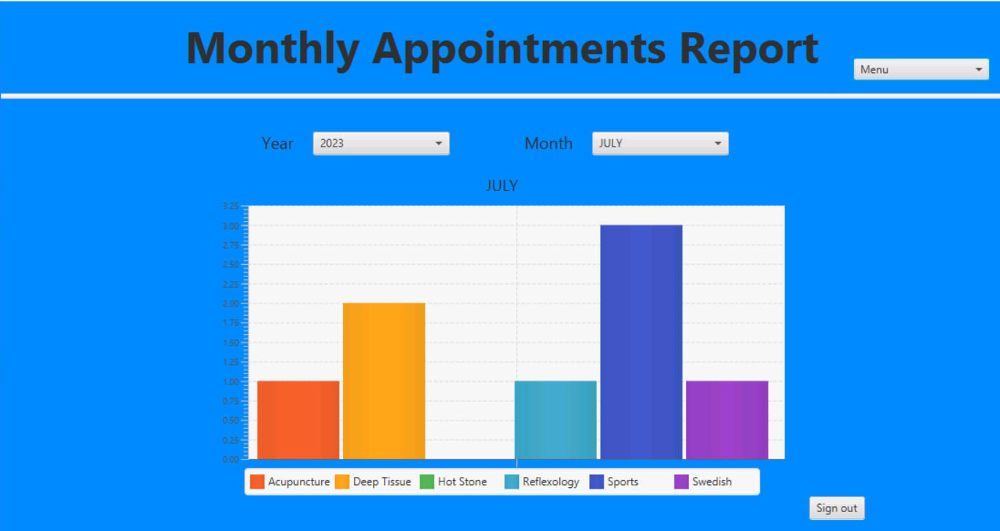 Monthly Appointments Report
Menu
Year 2023 Month JULY
JULY
3.25
3.00
2.75
2.50
2.25
2.00
1.75
1.50
1.25
1.00
0.75
0.50
0.25
0.00
Acupuncture Deep Tissue Hot Stone Reflexology Sports Swedish
Sign out